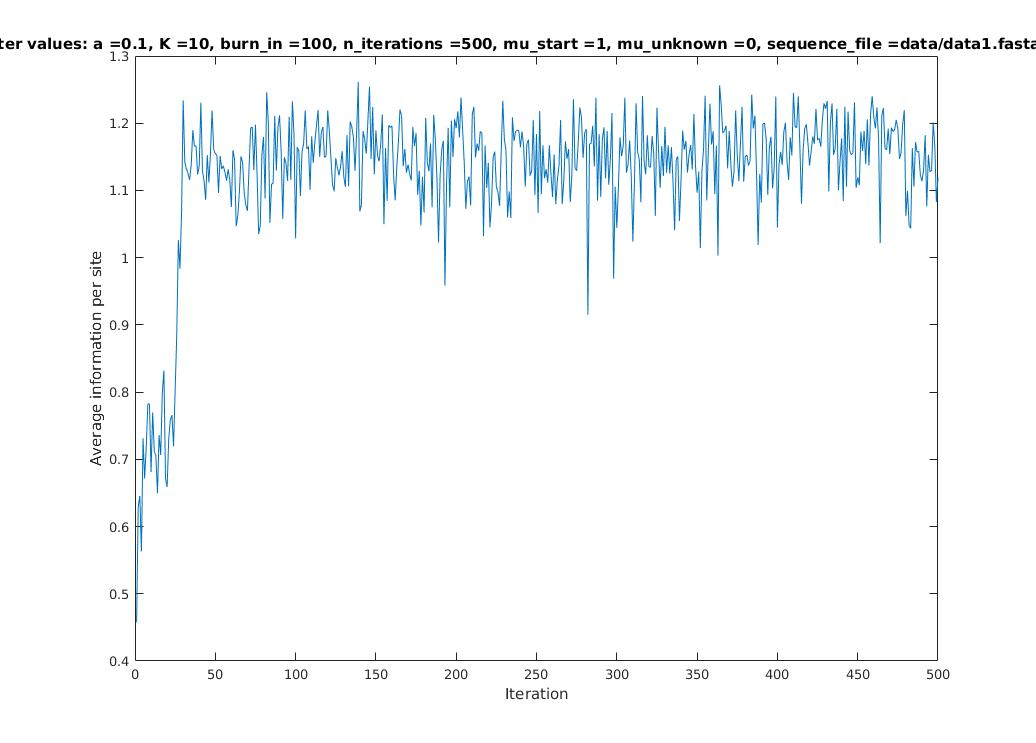 ter values: a =0.1, K =10, burn_in =100, n_iterations =500, mu_start =1, mu_unknown =0, sequence_file =data/data1.fasta
1.3
1.2
1.1
1
0.9
0.8
0.7
0.6
0.5
0.4
Average information per site
0 50 100 150 200 250 300 350 400 450 500
Iteration